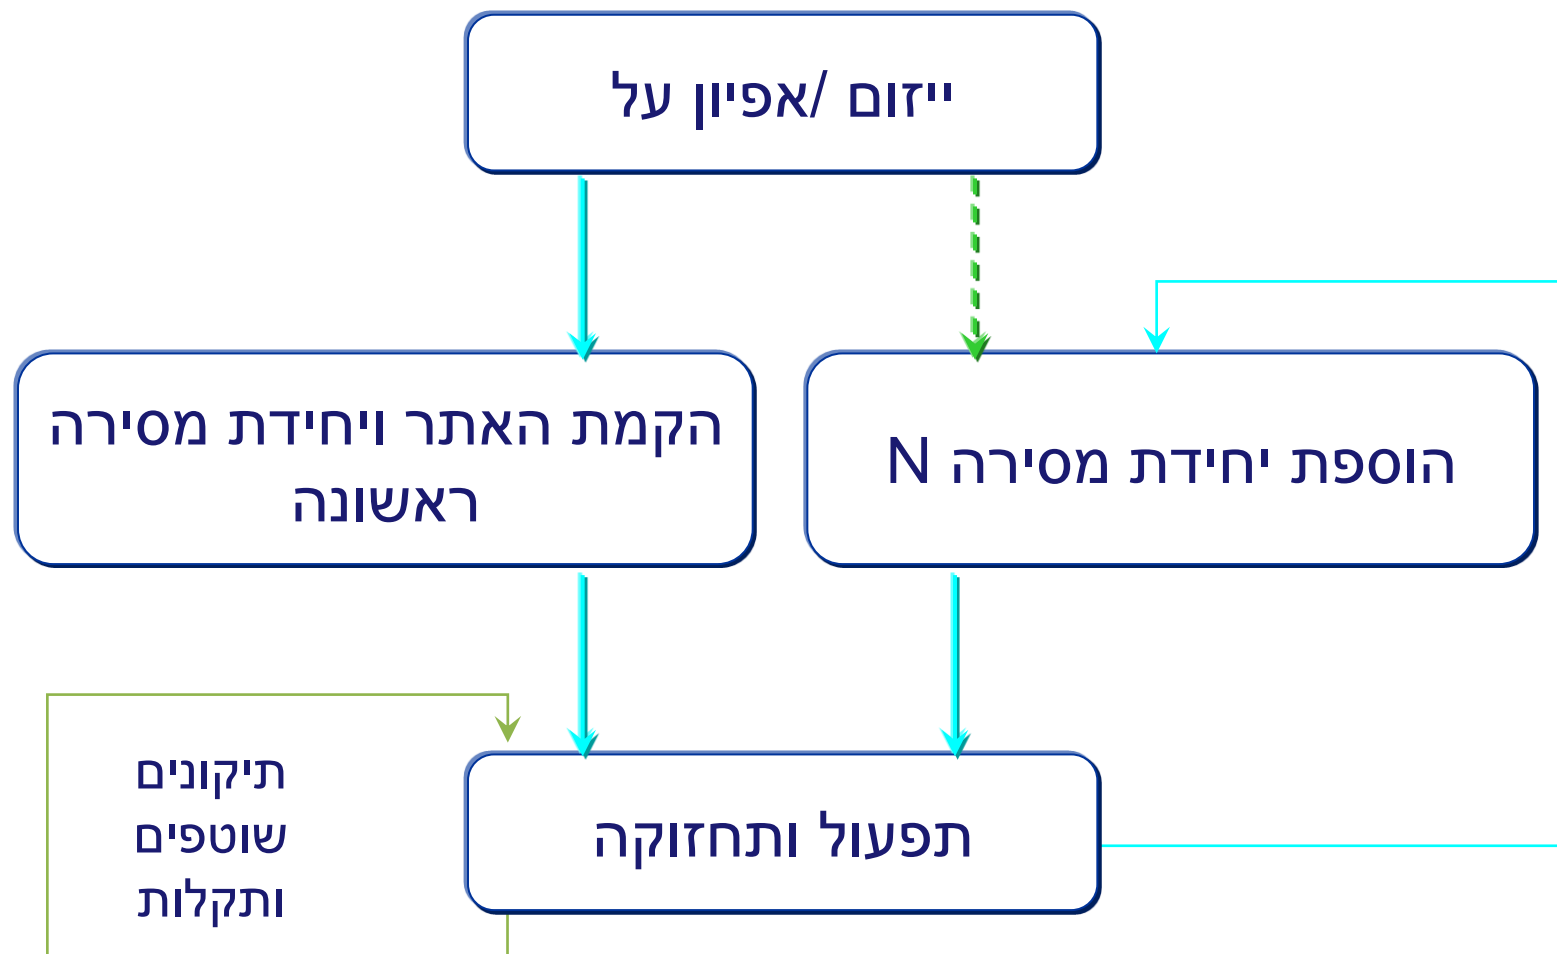 ייזום /אפיון על
הקמת האתר ויחידת מסירה
ראשונה
הוספת יחידת מסירה N
תיקונים
שוטפים
ותקלות
תפעול ותחזוקה